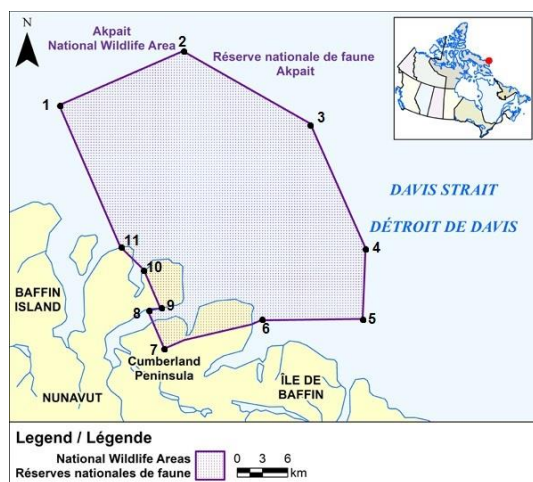 N
Akpait
National Wildlife Area
Réserve nationale de faune
Akpait
1
2
3
4
5
6
7
8
9
10
11
DAVIS STRAIT
DÉTROIT DE DAVIS
BAFFIN
ISLAND
Cumberland
Peninsula
NUNAVUT
ÎLE DE
BAFFIN
Legend / Légende
National Wildlife Areas
Réserves nationales de faune
0 3 6
km